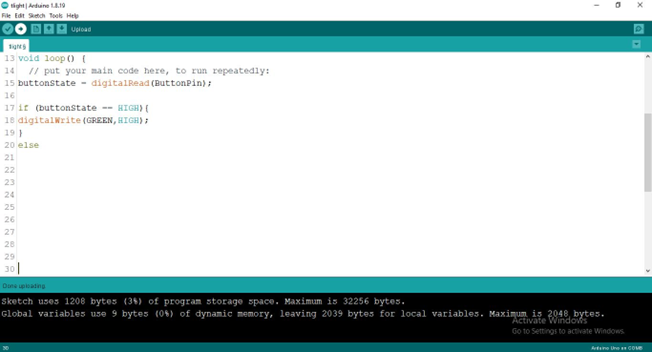 tlight | Arduino 1.8.19
File Edit Sketch Tools Help
Upload
tlight §
13 void loop() {
14 // put your main code here, to run repeatedly:
15 buttonState = digitalRead(ButtonPin);
16
17 if (buttonState == HIGH){
18 digitalWrite(GREEN,HIGH);
19 }
20 else
21
22
23
24
25
26
27
28
29
30
Done uploading
Sketch uses 1208 bytes (3%) of program storage space. Maximum is 32256 bytes.
Global variables use 9 bytes (0%) of dynamic memory, leaving 2039 bytes for local variables. Maximum is 2048 bytes.
Activate Windows
Go to Settings to activate Windows.
30
Arduino Uno on COM8